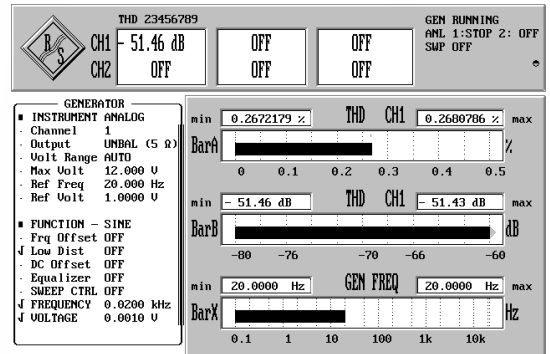 THD 23456789
R S
CH1 - 51.46 dB OFF OFF
CH2 OFF OFF OFF
GEN RUNNING
ANL 1:STOP 2: OFF
SWP OFF
GENERATOR
INSTRUMENT ANALOG
Channel 1
Output UNBAL (5 Ω)
Volt Range AUTO
Max Volt 12.000 V
Ref Freq 20.000 Hz
Ref Volt 1.0000 V
FUNCTION - SINE
Frq Offset OFF
Low Dist OFF
DC Offset OFF
Equalizer OFF
SWEEP CTRL OFF
FREQUENCY 0.0200 kHz
VOLTAGE 0.0010 V
min 0.2672179 % THD CH1 0.2680786 % max
BarA %
0 0.1 0.2 0.3 0.4 0.5
min - 51.46 dB THD CH1 - 51.43 dB max
BarB dB
-80 -76 -70 -66 -60
min 20.0000 Hz GEN FREQ 20.0000 Hz max
BarX Hz
0.1 1 10 100 1k 10k